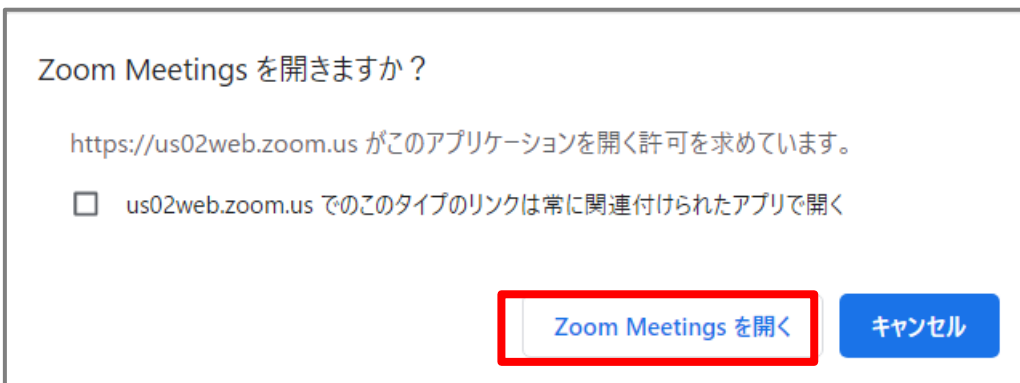 Zoom Meetings を開きますか？
https://us02web.zoom.us がこのアプリケーションを開く許可を求めています。
us02web.zoom.us でのこのタイプのリンクは常に関連付けられたアプリで開く
Zoom Meetings を開く キャンセル